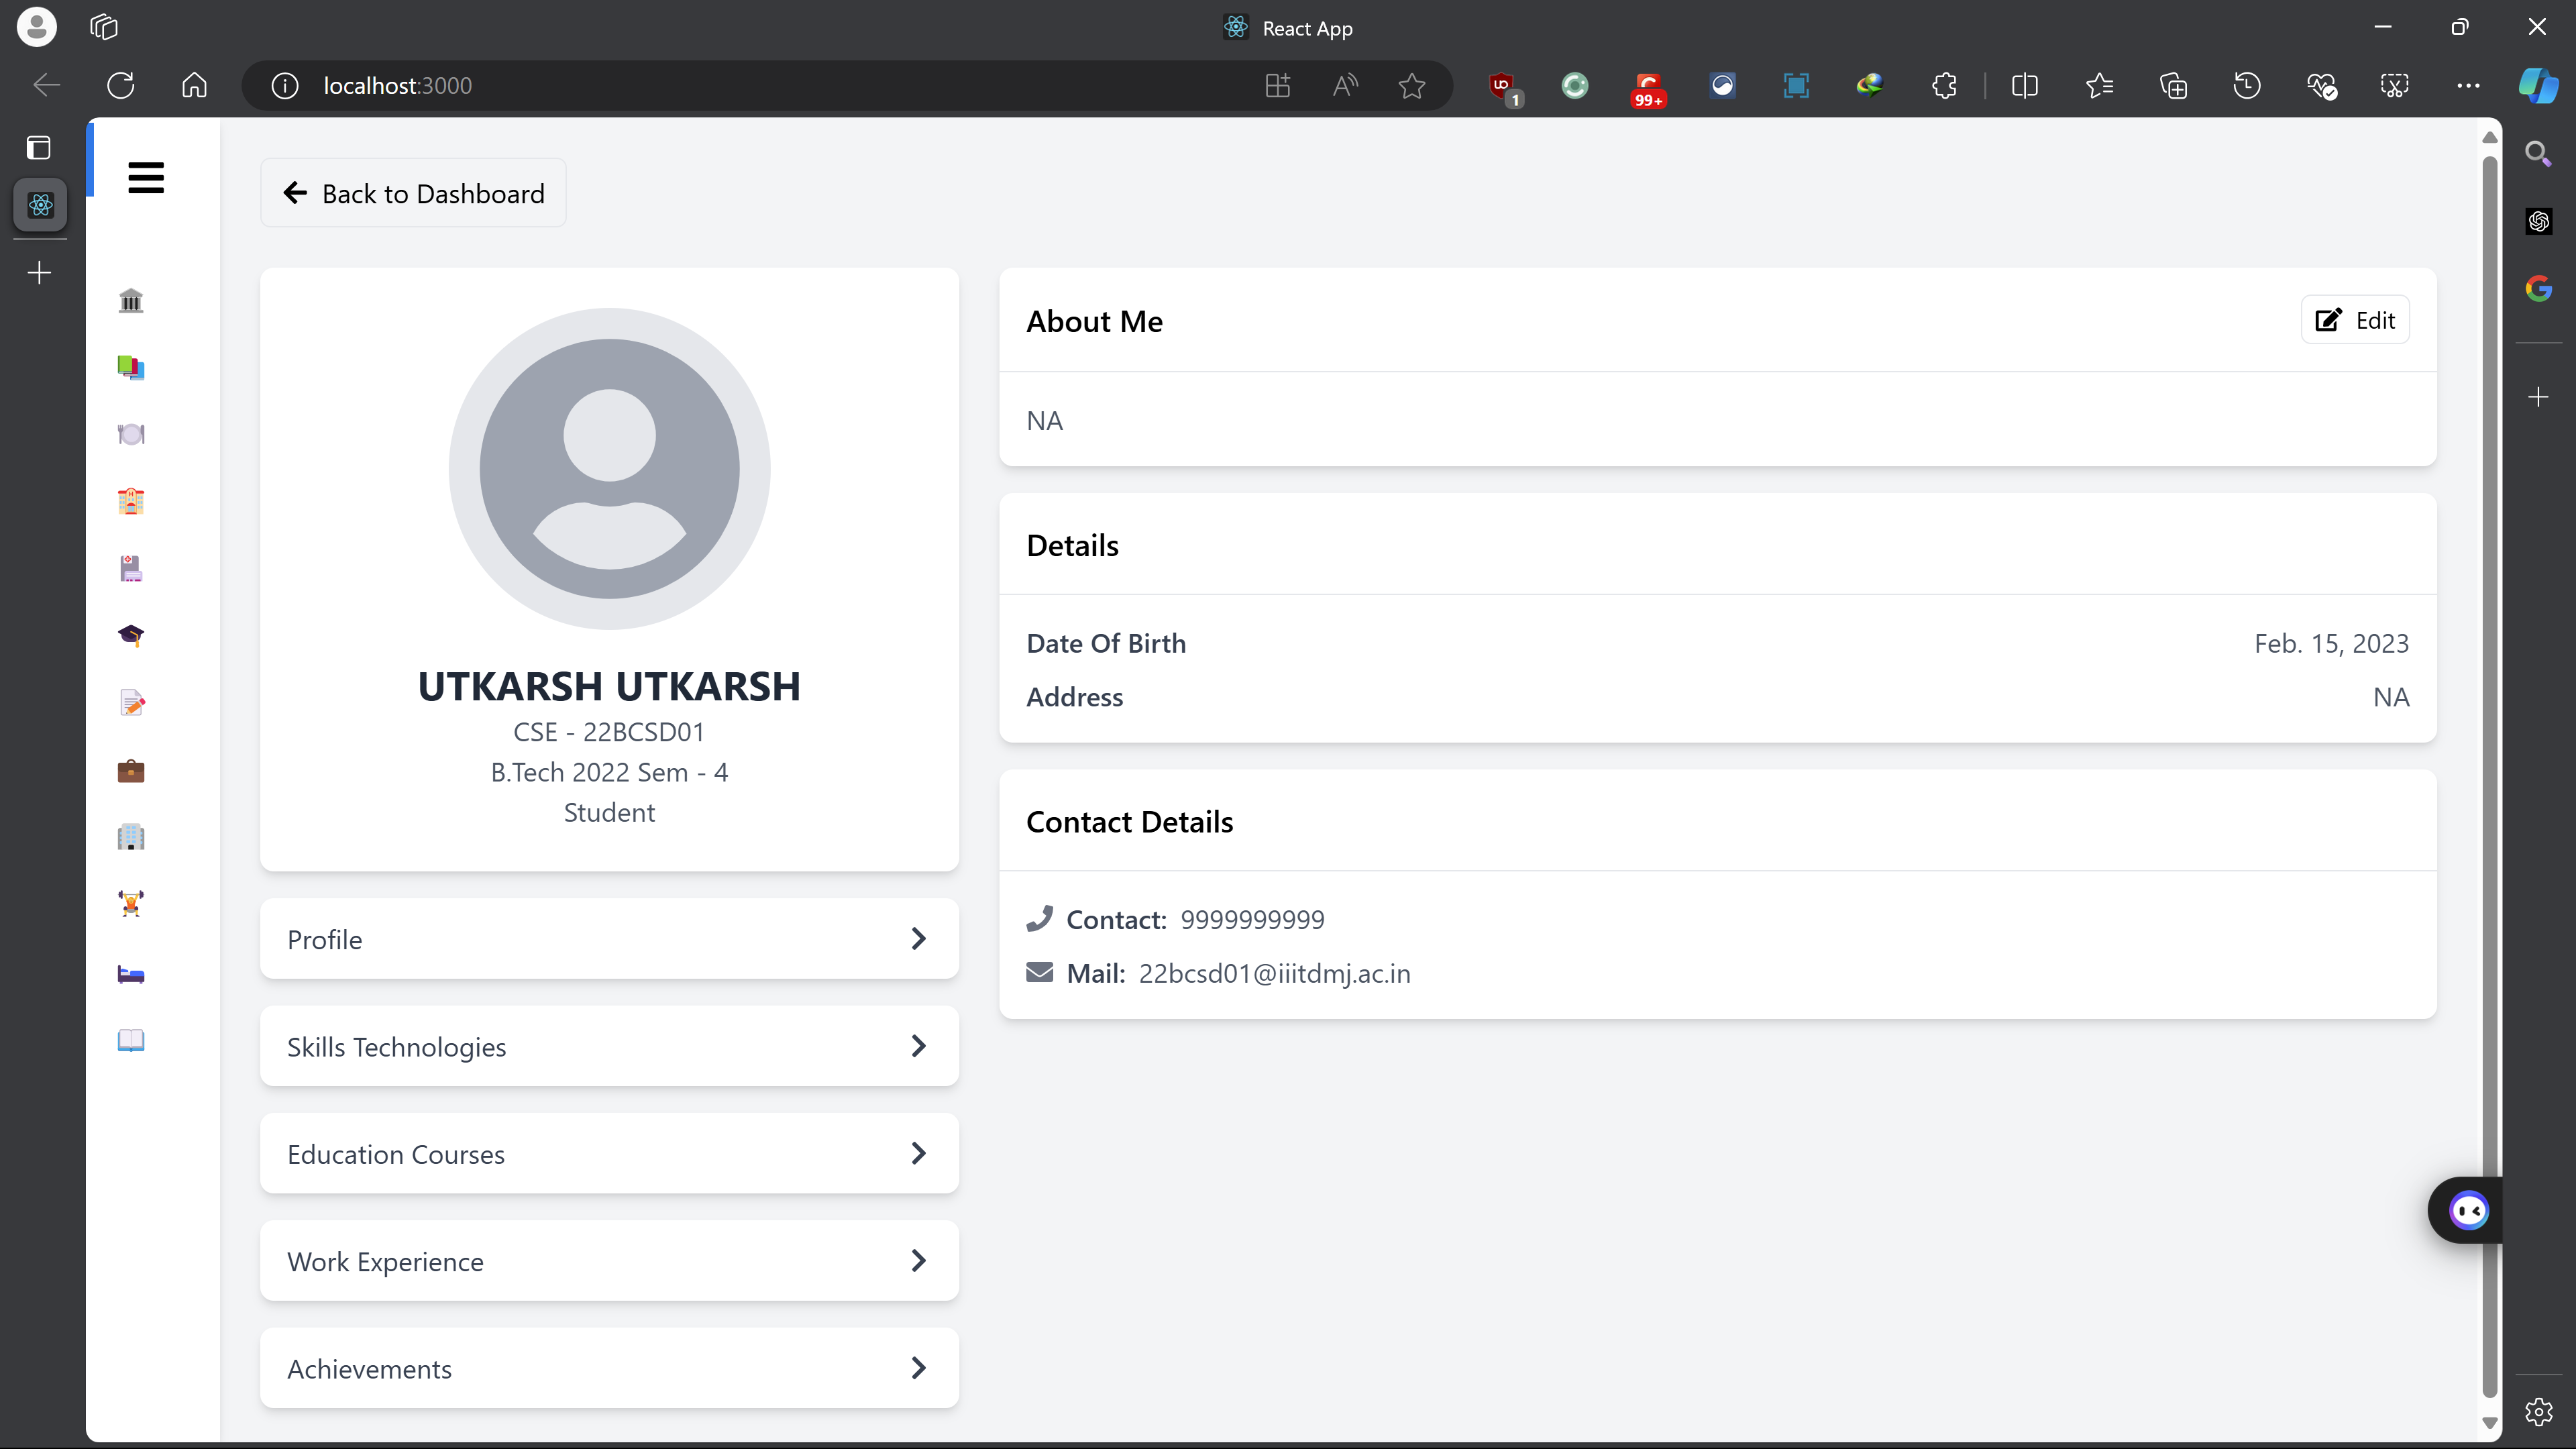 React App
localhost:3000
1
99+
Back to Dashboard
UTKARSH UTKARSH
CSE - 22BCSD01
B.Tech 2022 Sem - 4
Student
Profile
Skills Technologies
Education Courses
Work Experience
Achievements
About Me
Edit
NA
Details
Date Of Birth Feb. 15, 2023
Address NA
Contact Details
Contact: 9999999999
Mail: 22bcsd01@iiitdmj.ac.in